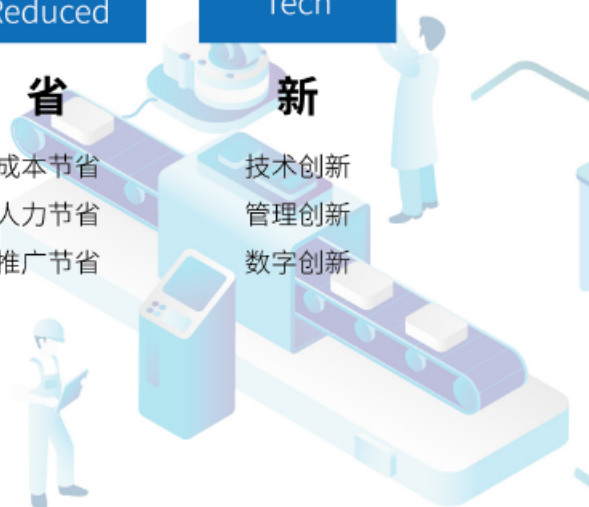 Reduced
Tech
省
新
成本节省
技术创新
人力节省
管理创新
推广节省
数字创新